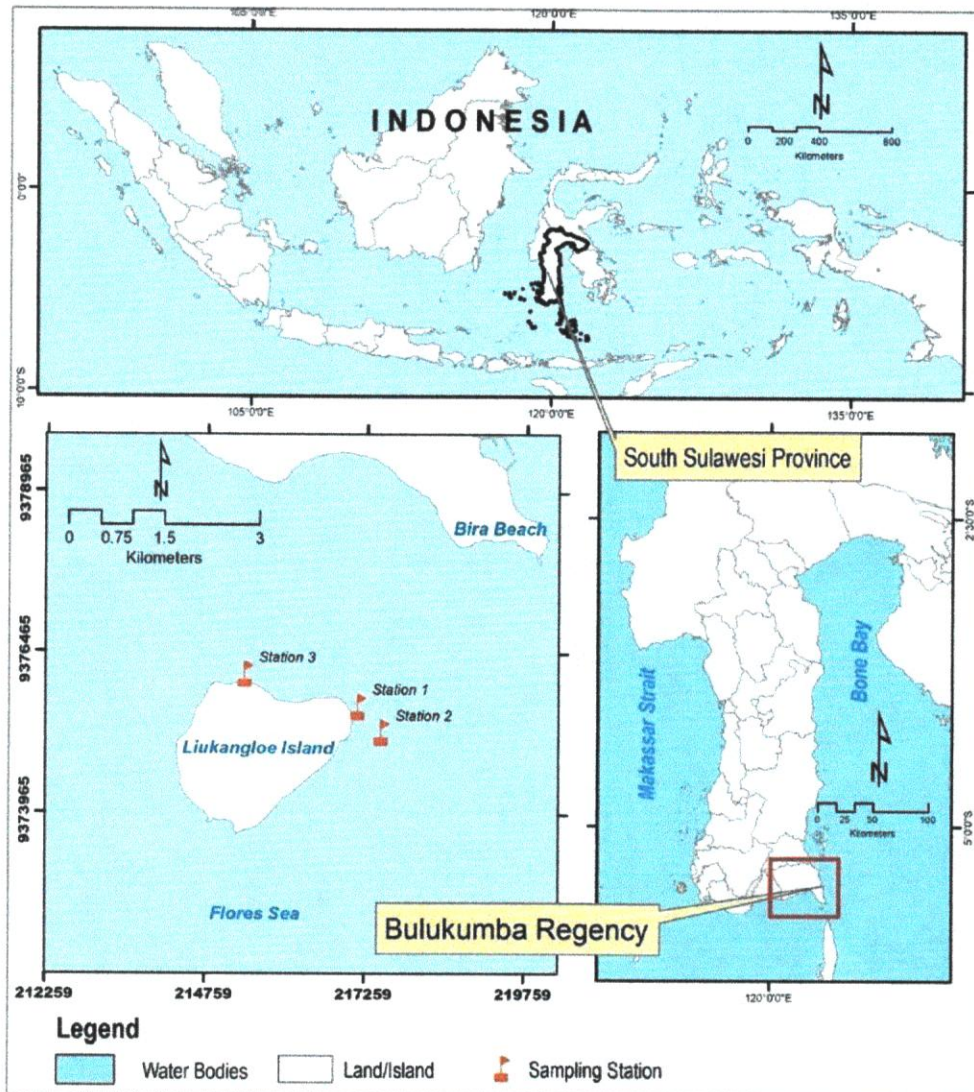 105°0'0"E 120°0'0"E 135°0'0"E
INDONESIA
N
0 200 400 800
Kilometers
0°0'0"
10°0'0"S
105°0'0"E 120°0'0"E 135°0'0"E
South Sulawesi Province
9378965
9376465
9373965
N
0 0.75 1.5 3
Kilometers
Bira Beach
Station 3
Station 1
Station 2
Liukangloe Island
Flores Sea
212259 214759 217259 219759
2°30'0"S
5°0'0"S
Makassar Strait
Bone Bay
N
0 25 50 100
Kilometers
Bulukumba Regency
120°0'0"E
Legend
Water Bodies Land/Island Sampling Station